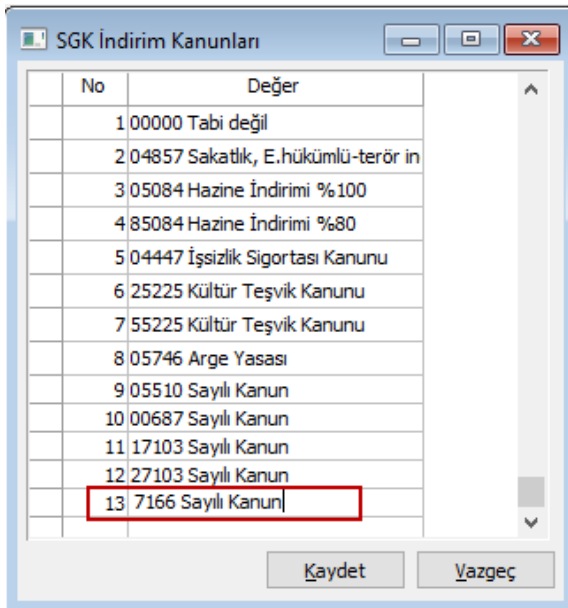 SGK İndirim Kanunları
No Değer
1 00000 Tabi değil
2 04857 Sakatlık, E.hükümlü-terör in
3 05084 Hazine İndirimi %100
4 85084 Hazine İndirimi %80
5 04447 İşsizlik Sigortası Kanunu
6 25225 Kültür Teşvik Kanunu
7 55225 Kültür Teşvik Kanunu
8 05746 Arge Yasası
9 05510 Sayılı Kanun
10 00687 Sayılı Kanun
11 17103 Sayılı Kanun
12 27103 Sayılı Kanun
13 7166 Sayılı Kanun
Kaydet Vazgeç